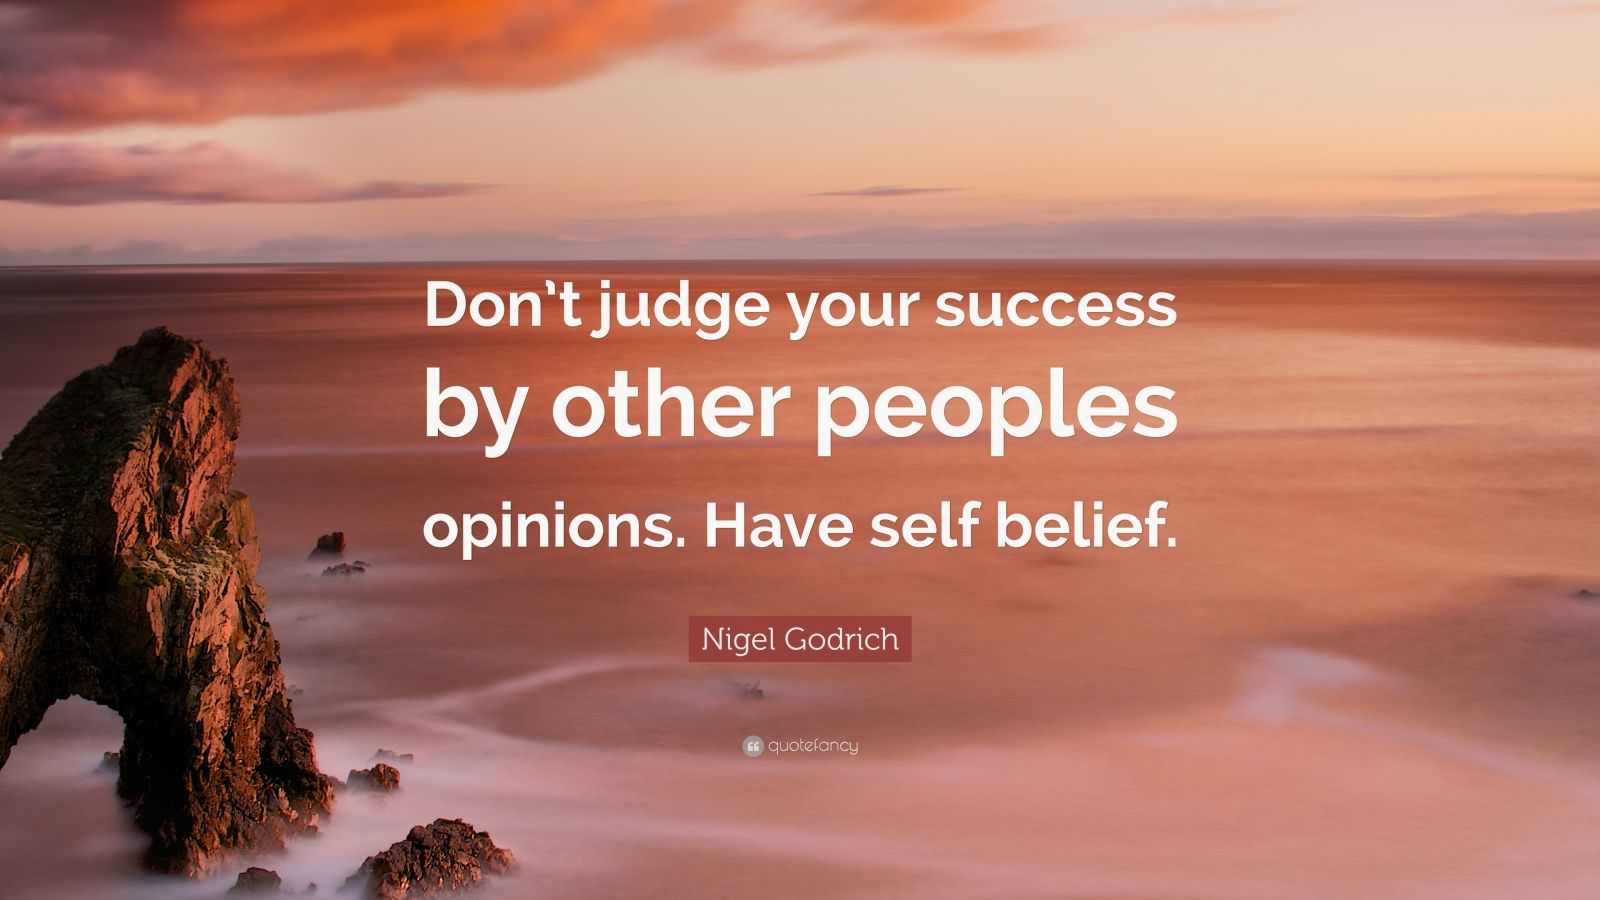 Don’t judge your success
by other peoples
opinions. Have self belief.
Nigel Godrich
quotefancy